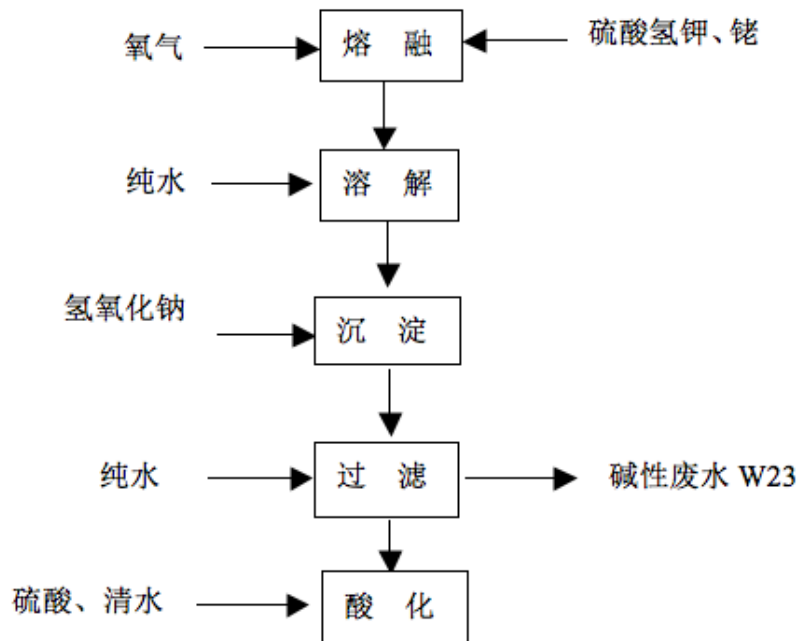 氧气
熔 融
硫酸氢钾、铑
纯水
溶 解
氢氧化钠
沉 淀
纯水
过 滤
碱性废水 W23
硫酸、清水
酸 化